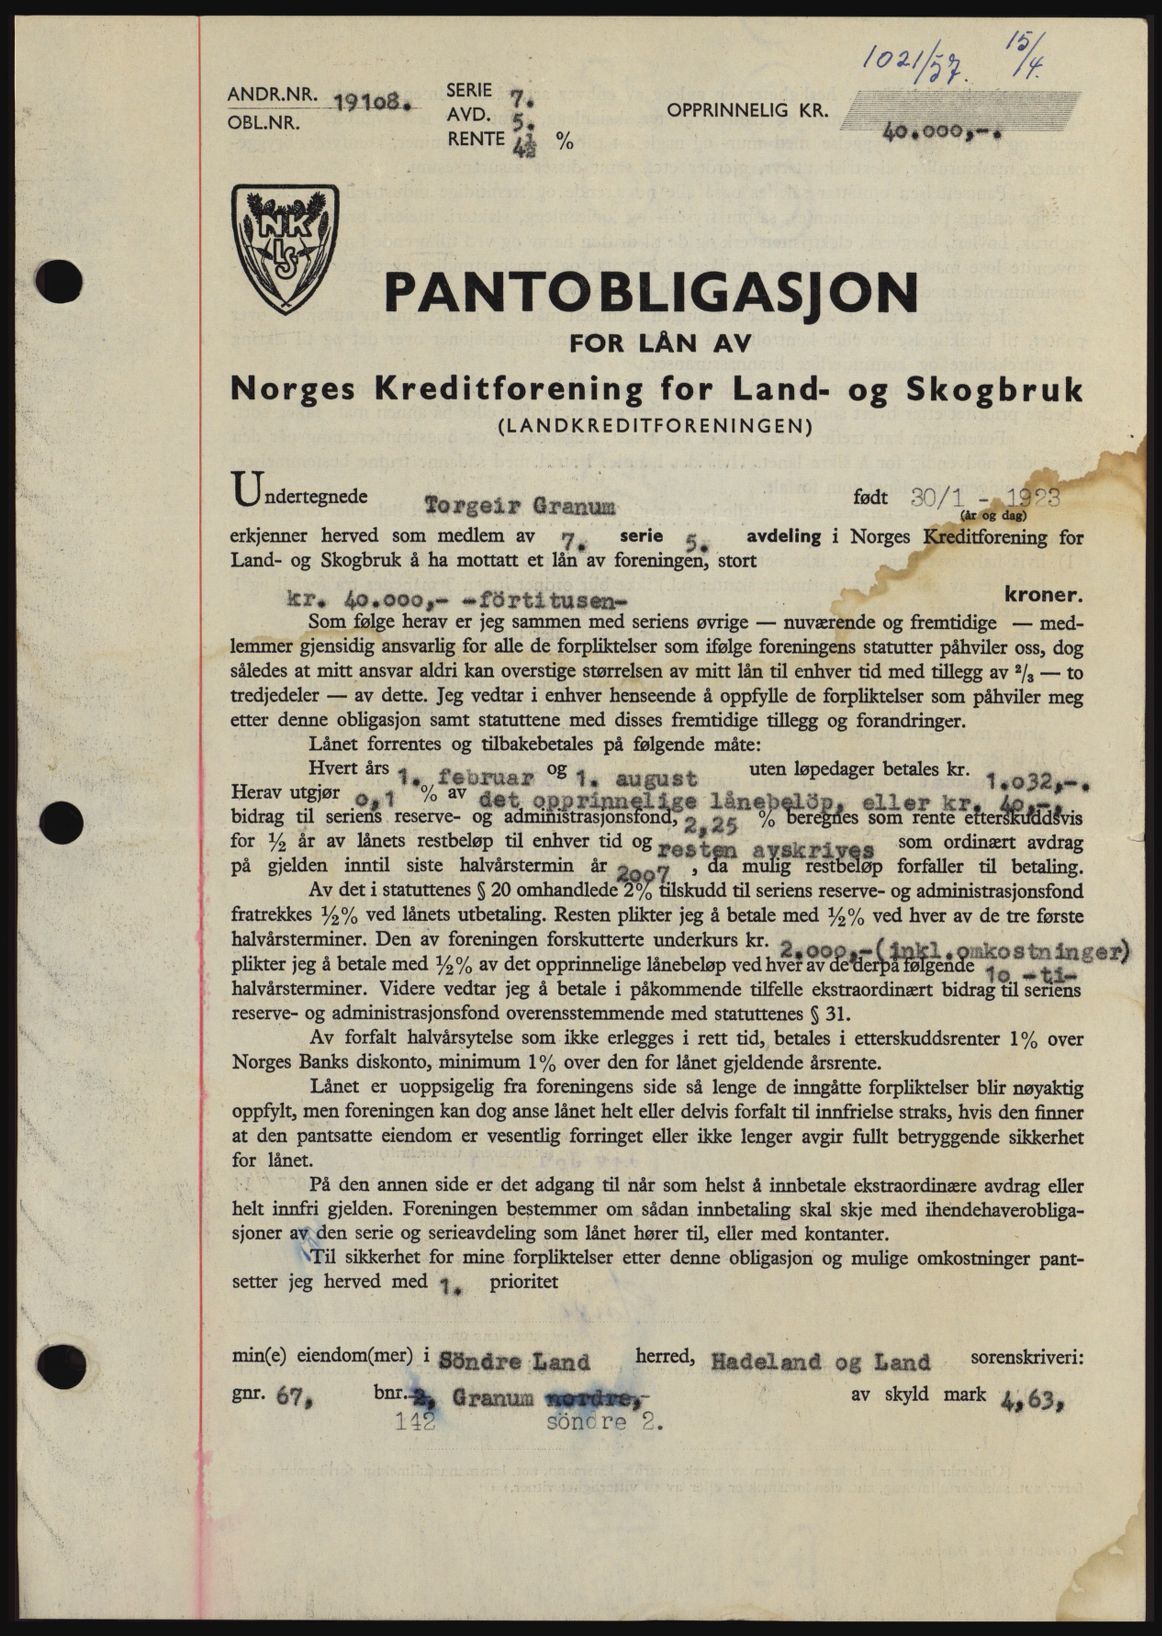 1021/57. 15/4.
ANDR.NR. 19108.
OBL.NR.
SERIE 7.
AVD. 5.
RENTE 4½ %
OPPRINNELIG KR. 40.000,-.
NKLS
PANTOBLIGASJON
FOR LÅN AV
Norges Kreditforening for Land- og Skogbruk
(LANDKREDITFORENINGEN)
Undertegnede Torgeir Granum født 30/1 - 1923
(år og dag)
erkjenner herved som medlem av 7. serie 5. avdeling i Norges Kreditforening for
Land- og Skogbruk å ha mottatt et lån av foreningen, stort
kr. 40.000,- -förtitusen- kroner.
Som følge herav er jeg sammen med seriens øvrige — nuværende og fremtidige — med-
lemmer gjensidig ansvarlig for alle de forpliktelser som ifølge foreningens statutter påhviler oss, dog
således at mitt ansvar aldri kan overstige størrelsen av mitt lån til enhver tid med tillegg av 2/3 — to
tredjedeler — av dette. Jeg vedtar i enhver henseende å oppfylle de forpliktelser som påhviler meg
etter denne obligasjon samt statuttene med disses fremtidige tillegg og forandringer.
Lånet forrentes og tilbakebetales på følgende måte:
Hvert års 1. februar og 1. august uten løpedager betales kr. 1.032,-.
Herav utgjør 0,1 % av det opprinnelige lånebelöp, eller kr. 40,-,
bidrag til seriens reserve- og administrasjonsfond, 2,25 % beregnes som rente etterskuddsvis
for ½ år av lånets restbeløp til enhver tid og resten avskrives som ordinært avdrag
på gjelden inntil siste halvårstermin år 2007 , da mulig restbeløp forfaller til betaling.
Av det i statuttenes § 20 omhandlede 2% tilskudd til seriens reserve- og administrasjonsfond
fratrekkes ½% ved lånets utbetaling. Resten plikter jeg å betale med ½% ved hver av de tre første
halvårsterminer. Den av foreningen forskutterte underkurs kr. 2.000,-(inkl.omkostninger)
plikter jeg å betale med ½% av det opprinnelige lånebeløp ved hver av de derpå følgende 10 -ti-
halvårsterminer. Videre vedtar jeg å betale i påkommende tilfelle ekstraordinært bidrag til seriens
reserve- og administrasjonsfond overensstemmende med statuttenes § 31.
Av forfalt halvårsytelse som ikke erlegges i rett tid, betales i etterskuddsrenter 1% over
Norges Banks diskonto, minimum 1% over den for lånet gjeldende årsrente.
Lånet er uoppsigelig fra foreningens side så lenge de inngåtte forpliktelser blir nøyaktig
oppfylt, men foreningen kan dog anse lånet helt eller delvis forfalt til innfrielse straks, hvis den finner
at den pantsatte eiendom er vesentlig forringet eller ikke lenger avgir fullt betryggende sikkerhet
for lånet.
På den annen side er det adgang til når som helst å innbetale ekstraordinære avdrag eller
helt innfri gjelden. Foreningen bestemmer om sådan innbetaling skal skje med ihendehaverobliga-
sjoner av den serie og serieavdeling som lånet hører til, eller med kontanter.
Til sikkerhet for mine forpliktelser etter denne obligasjon og mulige omkostninger pant-
setter jeg herved med 1. prioritet
min(e) eiendom(mer) i Söndre Land herred, Hadeland og Land sorenskriveri:
gnr. 67, bnr. 2, Granum nordre,- av skyld mark 4,63,
142 söndre 2.